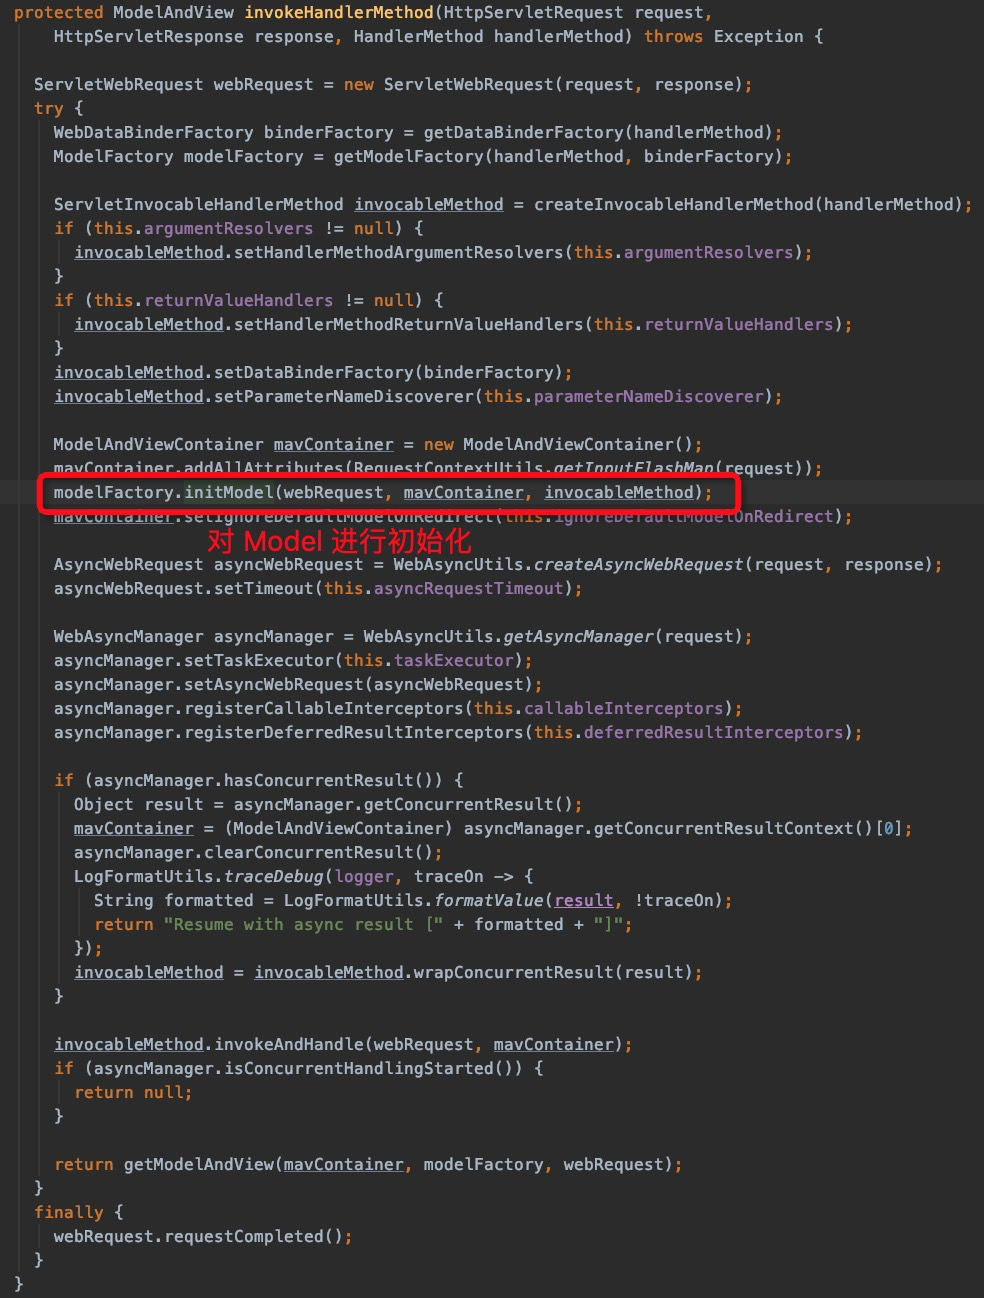 protected ModelAndView invokeHandlerMethod(HttpServletRequest request,
HttpServletResponse response, HandlerMethod handlerMethod) throws Exception {
ServletWebRequest webRequest = new ServletWebRequest(request, response);
try {
WebDataBinderFactory binderFactory = getDataBinderFactory(handlerMethod);
ModelFactory modelFactory = getModelFactory(handlerMethod, binderFactory);
ServletInvocableHandlerMethod invocableMethod = createInvocableHandlerMethod(handlerMethod);
if (this.argumentResolvers != null) {
invocableMethod.setHandlerMethodArgumentResolvers(this.argumentResolvers);
}
if (this.returnValueHandlers != null) {
invocableMethod.setHandlerMethodReturnValueHandlers(this.returnValueHandlers);
}
invocableMethod.setDataBinderFactory(binderFactory);
invocableMethod.setParameterNameDiscoverer(this.parameterNameDiscoverer);
ModelAndViewContainer mavContainer = new ModelAndViewContainer();
mavContainer.addAllAttributes(RequestContextUtils.getInputFlashMap(request));
modelFactory.initModel(webRequest, mavContainer, invocableMethod);
mavContainer.setIgnoreDefaultModelOnRedirect(this.ignoreDefaultModelOnRedirect);
对 Model 进行初始化
AsyncWebRequest asyncWebRequest = WebAsyncUtils.createAsyncWebRequest(request, response);
asyncWebRequest.setTimeout(this.asyncRequestTimeout);
WebAsyncManager asyncManager = WebAsyncUtils.getAsyncManager(request);
asyncManager.setTaskExecutor(this.taskExecutor);
asyncManager.setAsyncWebRequest(asyncWebRequest);
asyncManager.registerCallableInterceptors(this.callableInterceptors);
asyncManager.registerDeferredResultInterceptors(this.deferredResultInterceptors);
if (asyncManager.hasConcurrentResult()) {
Object result = asyncManager.getConcurrentResult();
mavContainer = (ModelAndViewContainer) asyncManager.getConcurrentResultContext()[0];
asyncManager.clearConcurrentResult();
LogFormatUtils.traceDebug(logger, traceOn -> {
String formatted = LogFormatUtils.formatValue(result, !traceOn);
return "Resume with async result [" + formatted + "]";
});
invocableMethod = invocableMethod.wrapConcurrentResult(result);
}
invocableMethod.invokeAndHandle(webRequest, mavContainer);
if (asyncManager.isConcurrentHandlingStarted()) {
return null;
}
return getModelAndView(mavContainer, modelFactory, webRequest);
}
finally {
webRequest.requestCompleted();
}
}